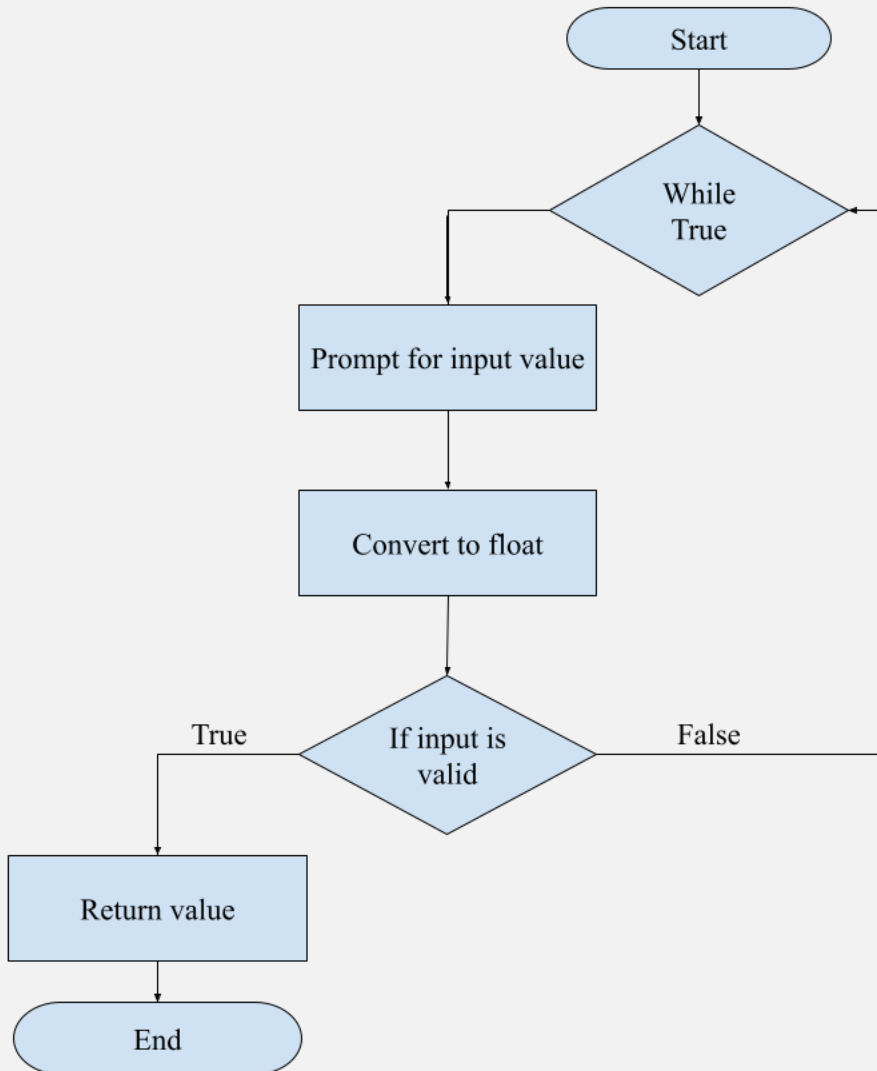 Start
While
True
Prompt for input value
Convert to float
If input is
valid
True
False
Return value
End